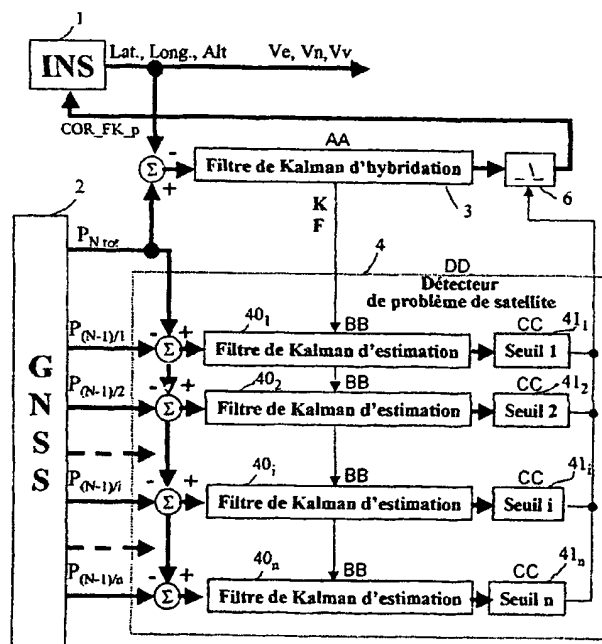 1
Lat., Long., Alt
Ve, Vn,Vv
INS
COR_FK_p
AA
Σ
-
+
Filtre de Kalman d'hybridation
3
6
2
K
F
P_N tot
4
DD
Détecteur
de problème de satellite
GNSS
P_(N-1)/1
-
+
Σ
40_1
BB
Filtre de Kalman d'estimation
CC
41_1
Seuil 1
P_(N-1)/2
-
+
Σ
40_2
BB
Filtre de Kalman d'estimation
CC
41_2
Seuil 2
P_(N-1)/i
-
+
Σ
40_i
BB
Filtre de Kalman d'estimation
CC
41_i
Seuil i
P_(N-1)/n
-
+
Σ
40_n
BB
Filtre de Kalman d'estimation
CC
41_n
Seuil n